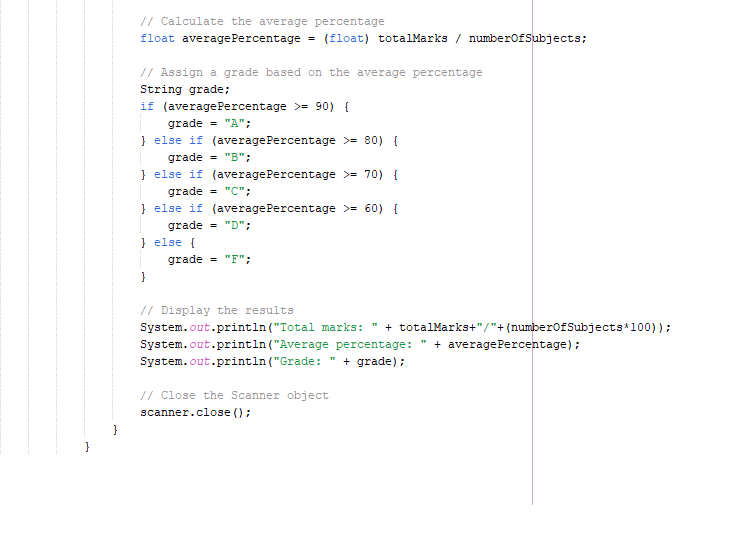 // Calculate the average percentage
float averagePercentage = (float) totalMarks / numberOfSubjects;
// Assign a grade based on the average percentage
String grade;
if (averagePercentage >= 90) {
grade = "A";
} else if (averagePercentage >= 80) {
grade = "B";
} else if (averagePercentage >= 70) {
grade = "C";
} else if (averagePercentage >= 60) {
grade = "D";
} else {
grade = "F";
}
// Display the results
System.out.println("Total marks: " + totalMarks+"/"+(numberOfSubjects*100));
System.out.println("Average percentage: " + averagePercentage);
System.out.println("Grade: " + grade);
// Close the Scanner object
scanner.close();
}
}